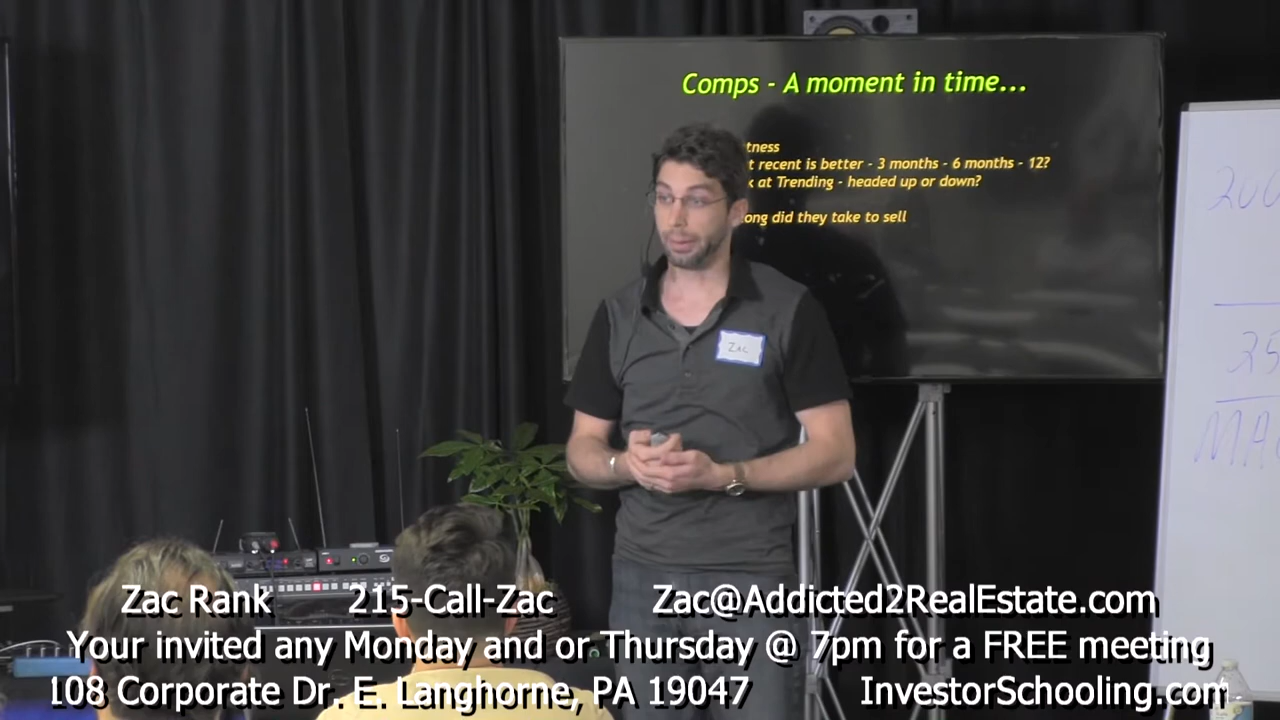 Comps - A moment in time...
recent is better - 3 months - 6 months - 12?
at Trending - headed up or down?
did they take to sell
ZAC
Zac Rank 215-Call-Zac Zac@Addicted2RealEstate.com
Your invited any Monday and or Thursday @ 7pm for a FREE meeting
108 Corporate Dr. E. Langhorne, PA 19047 InvestorSchooling.com